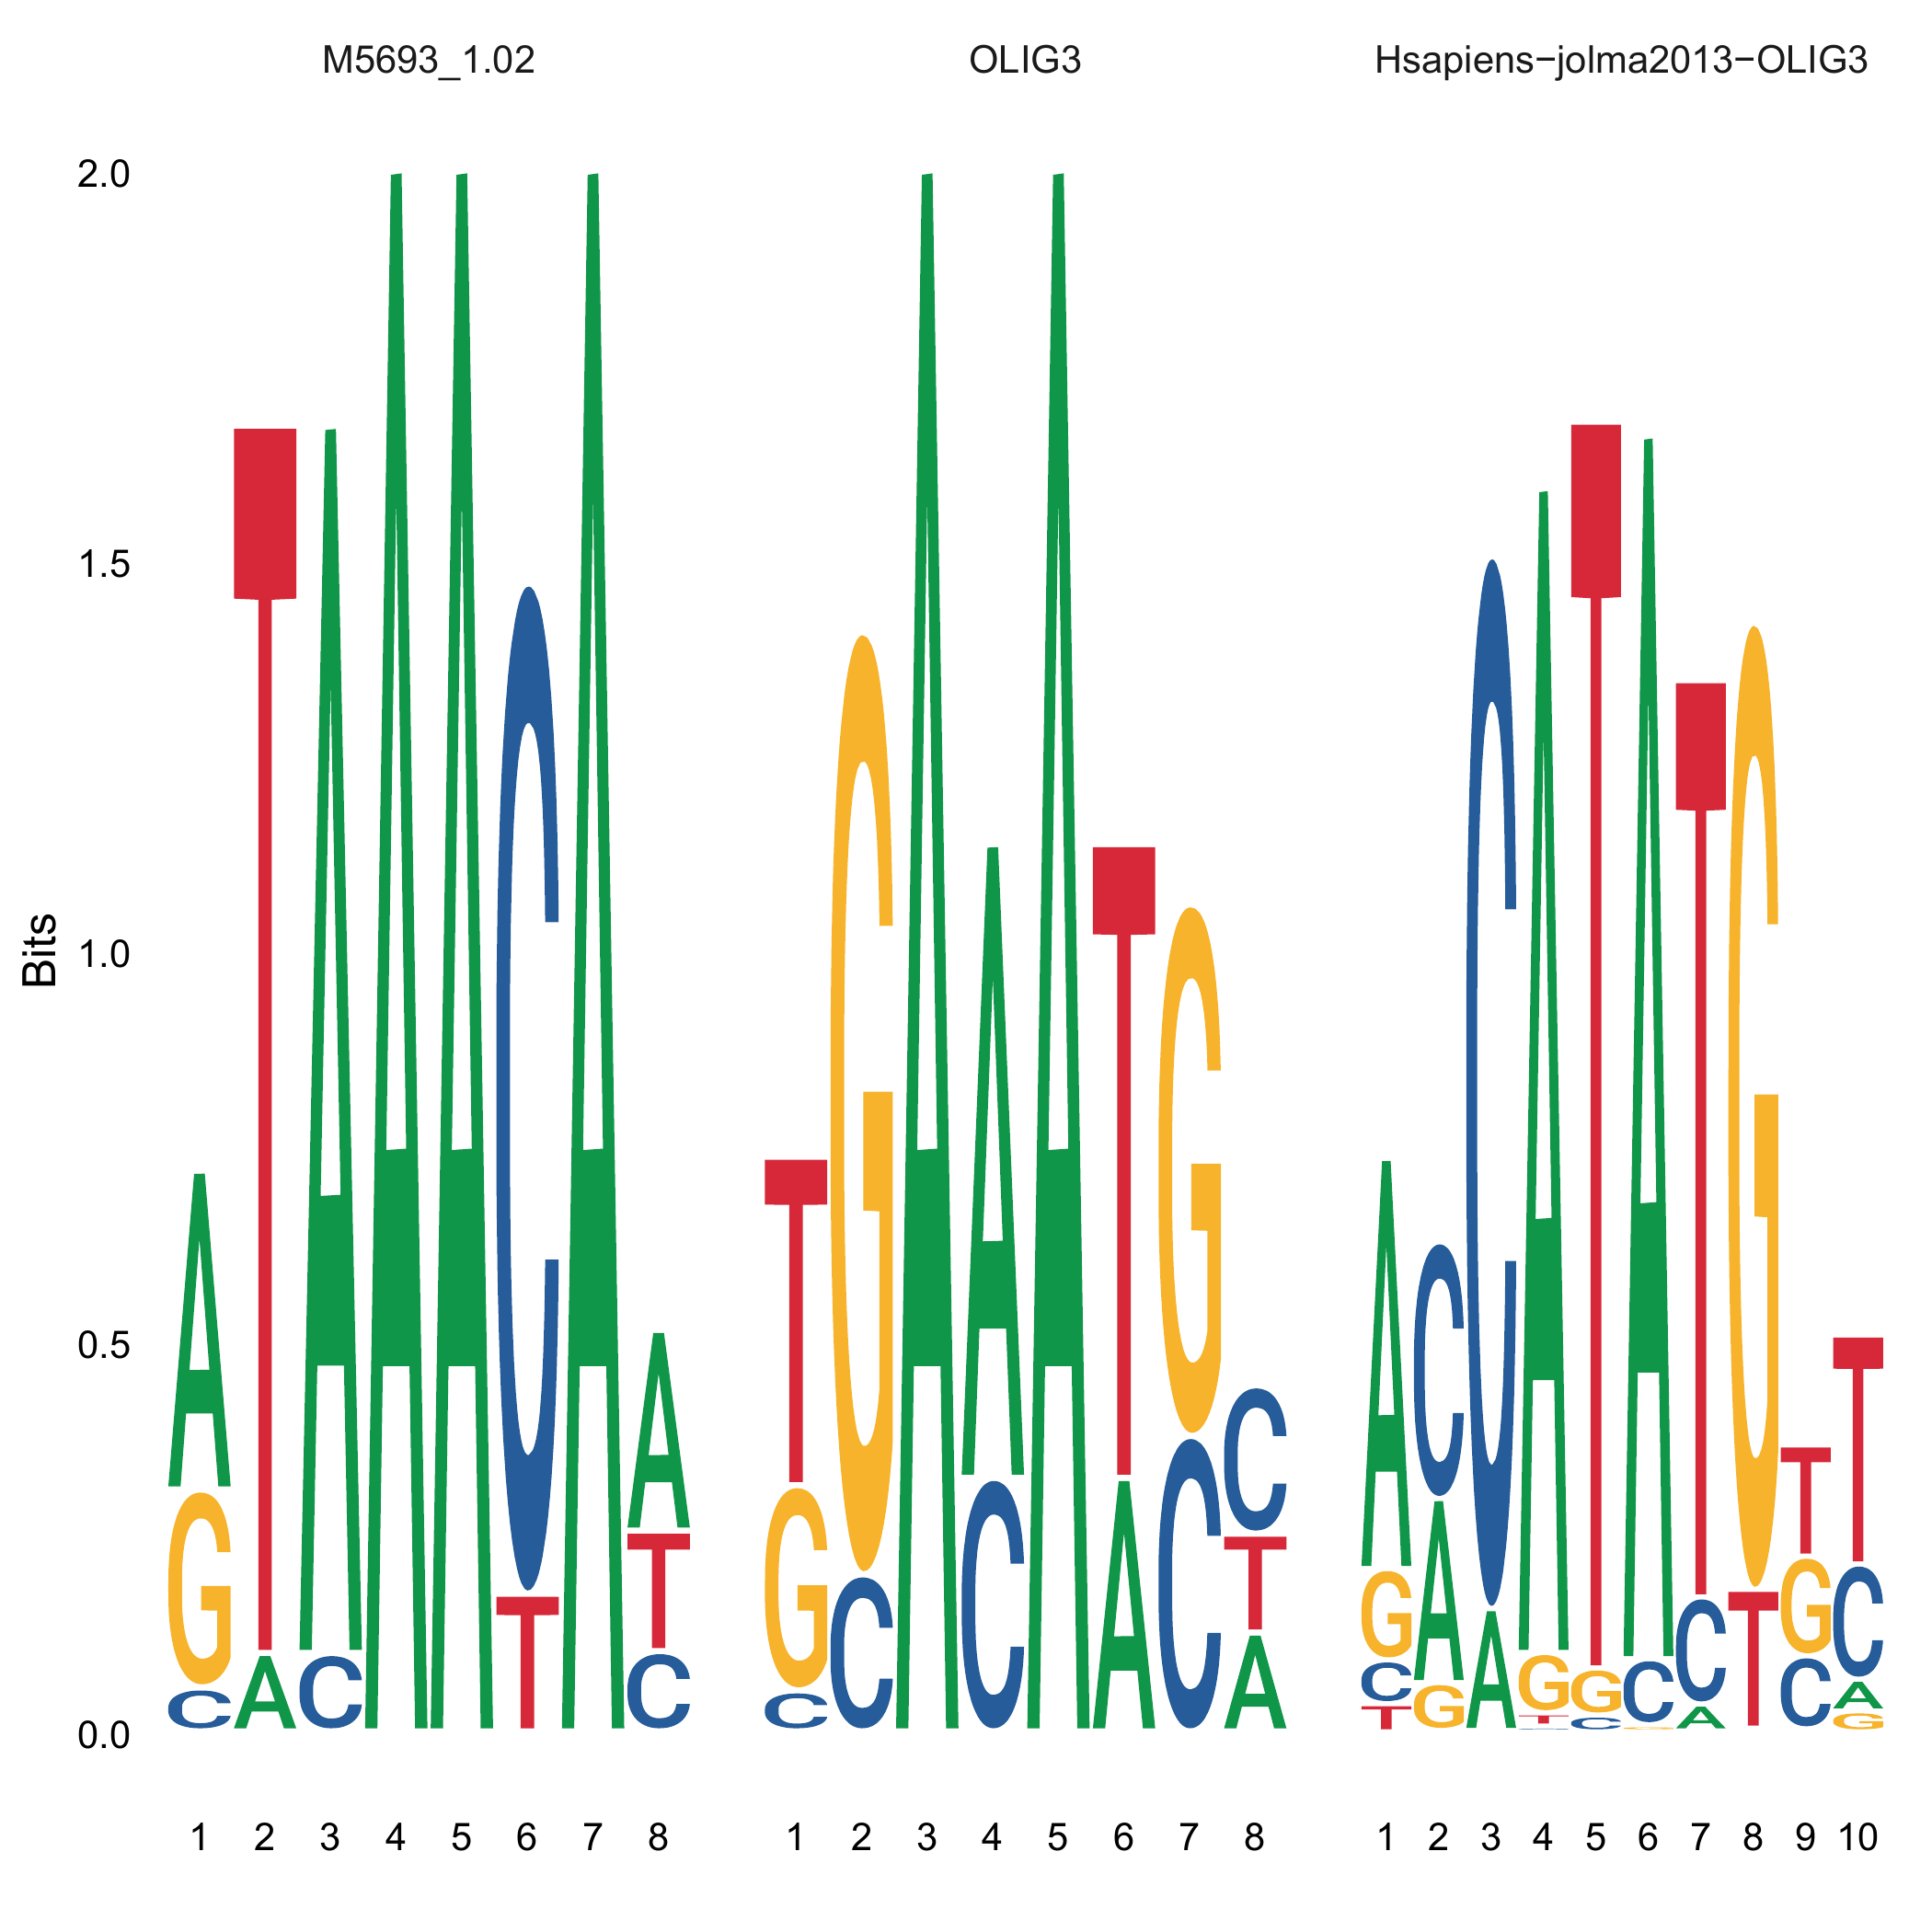 M5693_1.02 OLIG3 Hsapiens−jolma2013−OLIG3
2.0
1.5
1.0
0.5
0.0
Bits
A T A A A C A A
G A C T T
C C
T G A A A T G C
G C C A C T
C A
A C C A T A T G T T
G A A G G C C T G C
C G T C A C A
T G
1 2 3 4 5 6 7 8 1 2 3 4 5 6 7 8 1 2 3 4 5 6 7 8 9 10